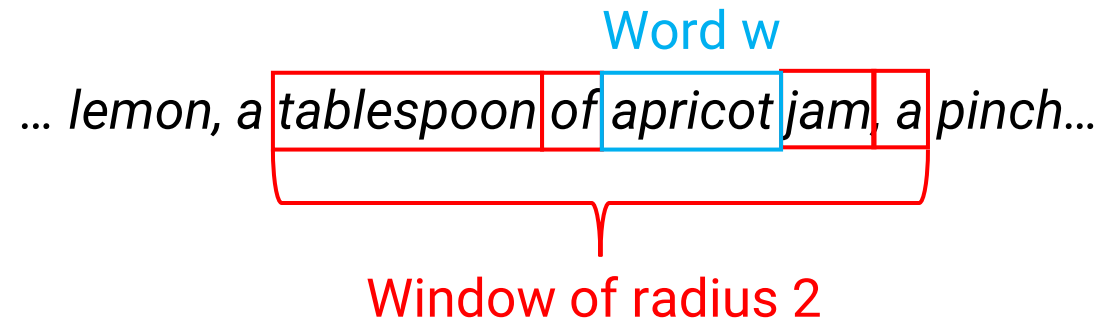 Word w
... lemon, a tablespoon of apricot jam, a pinch...
Window of radius 2